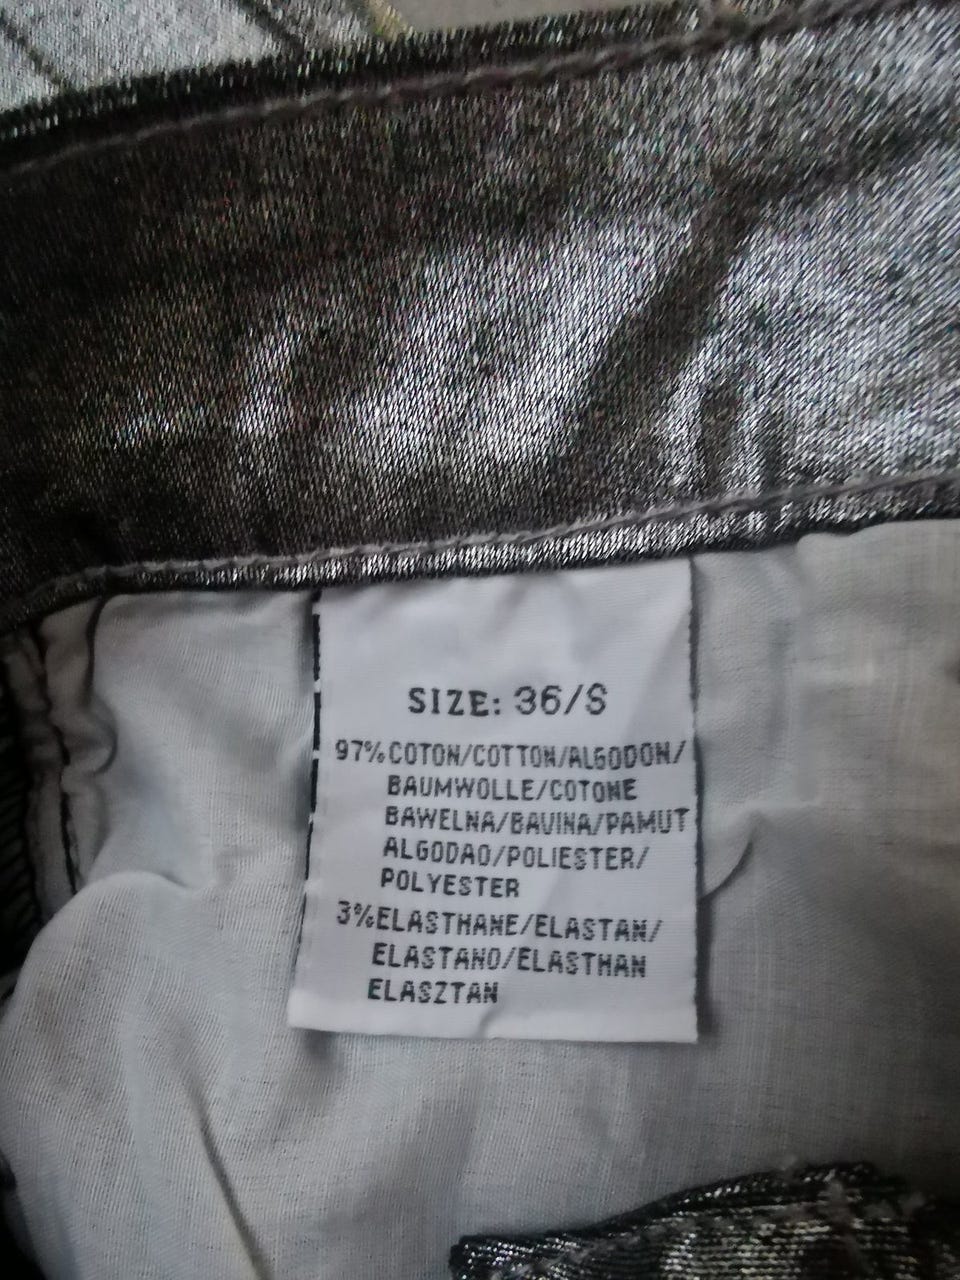 SIZE: 36/S
97% COTON/COTTON/ALGODON/
BAUMWOLLE/COTONE
BAWELNA/BAVINA/PAMUT
ALGODAO/POLIESTER/
POLYESTER
3% ELASTHANE/ELASTAN/
ELASTANO/ELASTHAN
ELASZTAN